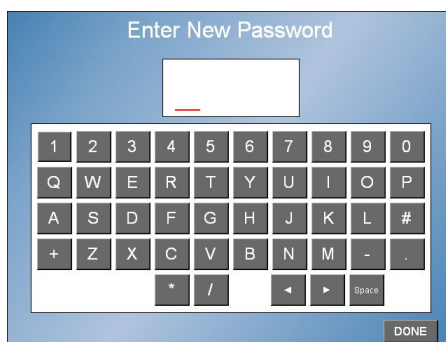 Enter New Password
1 2 3 4 5 6 7 8 9 0
Q W E R T Y U I O P
A S D F G H J K L #
+ Z X C V B N M - .
* / ◄ ► Space
DONE